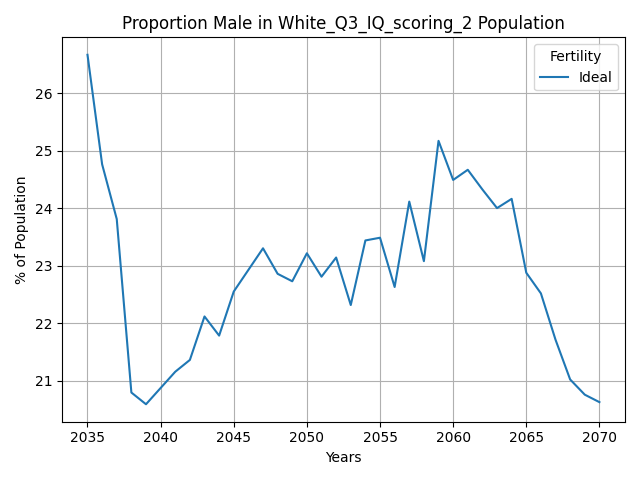 Proportion Male in White_Q3_IQ_scoring_2 Population
Fertility
Ideal
% of Population
26
25
24
23
22
21
2035 2040 2045 2050 2055 2060 2065 2070
Years